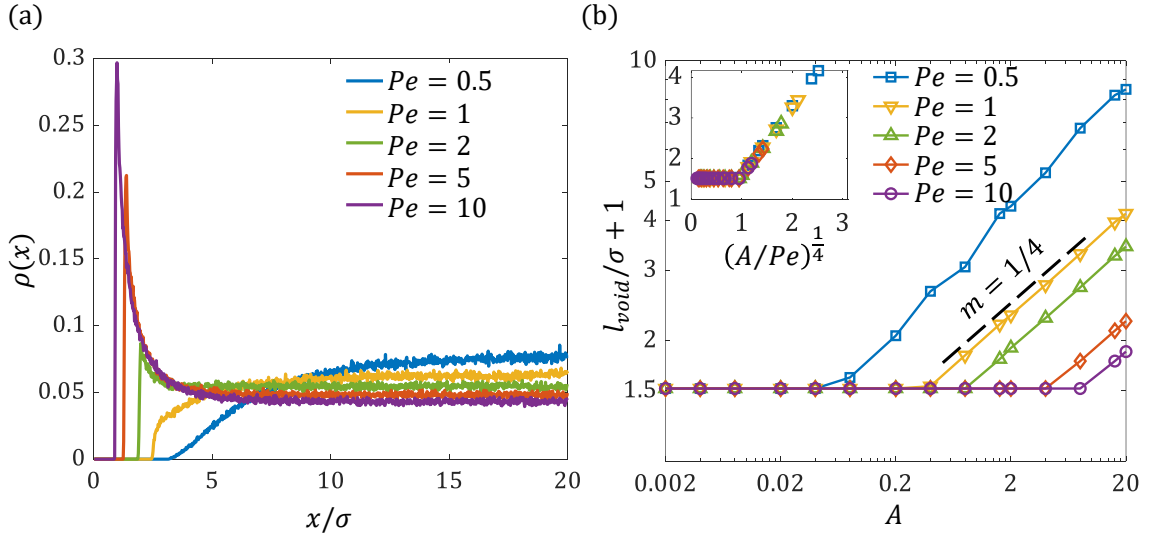 (a)
0.3
0.25
0.2
0.15
0.1
0.05
0
ρ(x)
0
5
10
15
20
x/σ
Pe = 0.5
Pe = 1
Pe = 2
Pe = 5
Pe = 10
(b)
10
5
4
3
2
1.5
l_void/σ + 1
0.002
0.02
0.2
2
20
A
4
3
2
1
0
1
2
3
(A/Pe)^{1/4}
Pe = 0.5
Pe = 1
Pe = 2
Pe = 5
Pe = 10
m = 1/4